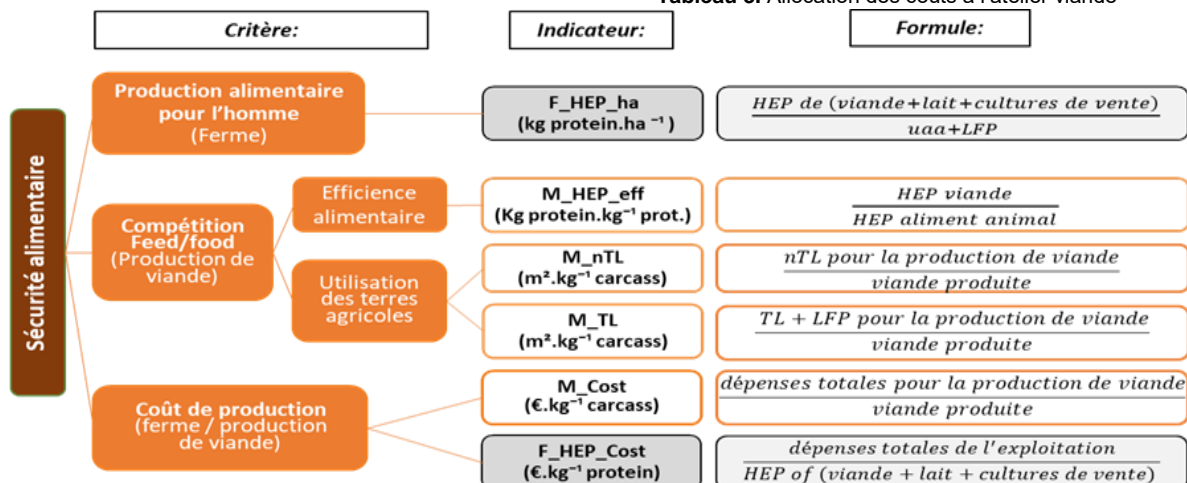 Tableau 3. Allocation des coûts à l'atelier viande
Critère:
Indicateur:
Formule:
Sécurité alimentaire
Production alimentaire
pour l'homme
(Ferme)
F_HEP_ha
(kg protein.ha ⁻¹ )
HEP de (viande+lait+cultures de vente)
uaa+LFP
Compétition
Feed/food
(Production de
viande)
Efficience
alimentaire
M_HEP_eff
(Kg protein.kg⁻¹ prot.)
HEP viande
HEP aliment animal
Utilisation
des terres
agricoles
M_nTL
(m².kg⁻¹ carcass)
nTL pour la production de viande
viande produite
M_TL
(m².kg⁻¹ carcass)
TL + LFP pour la production de viande
viande produite
Coût de production
(ferme / production
de viande)
M_Cost
(€.kg⁻¹ carcass)
dépenses totales pour la production de viande
viande produite
F_HEP_Cost
(€.kg⁻¹ protein)
dépenses totales de l'exploitation
HEP of (viande + lait + cultures de vente)